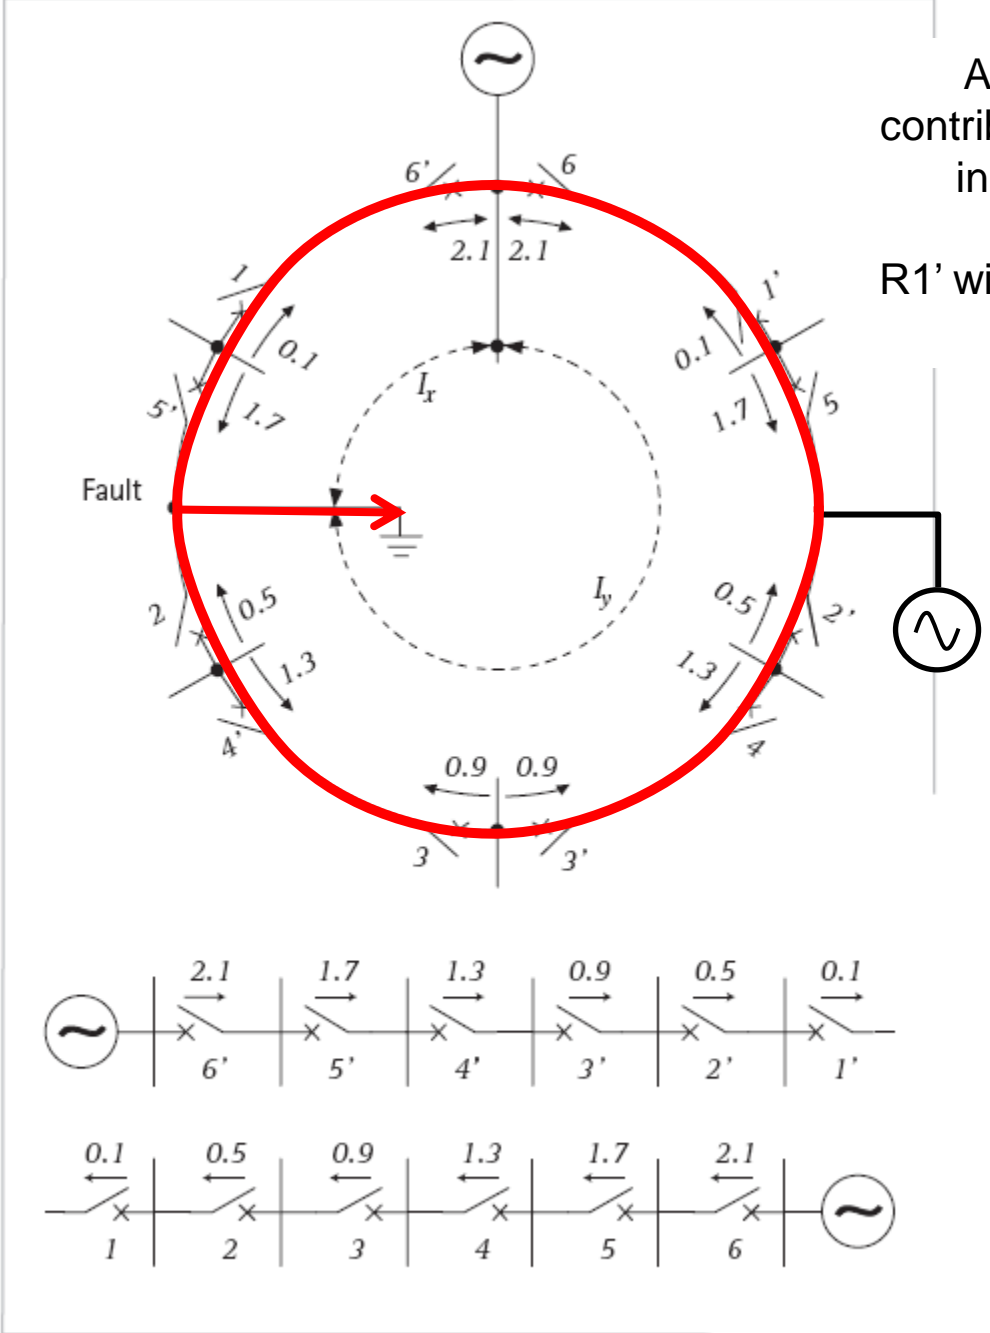 A
contri
in
R1’ wi
6’ 6
2.1 2.1
1 1’
0.1 0.1
Ix
5’ 1.7 1.7 5
Fault
Iy
2 0.5 0.5 2’
1.3 1.3
4’ 4
0.9 0.9
3 3’
2.1 1.7 1.3 0.9 0.5 0.1
6’ 5’ 4’ 3’ 2’ 1’
0.1 0.5 0.9 1.3 1.7 2.1
1 2 3 4 5 6